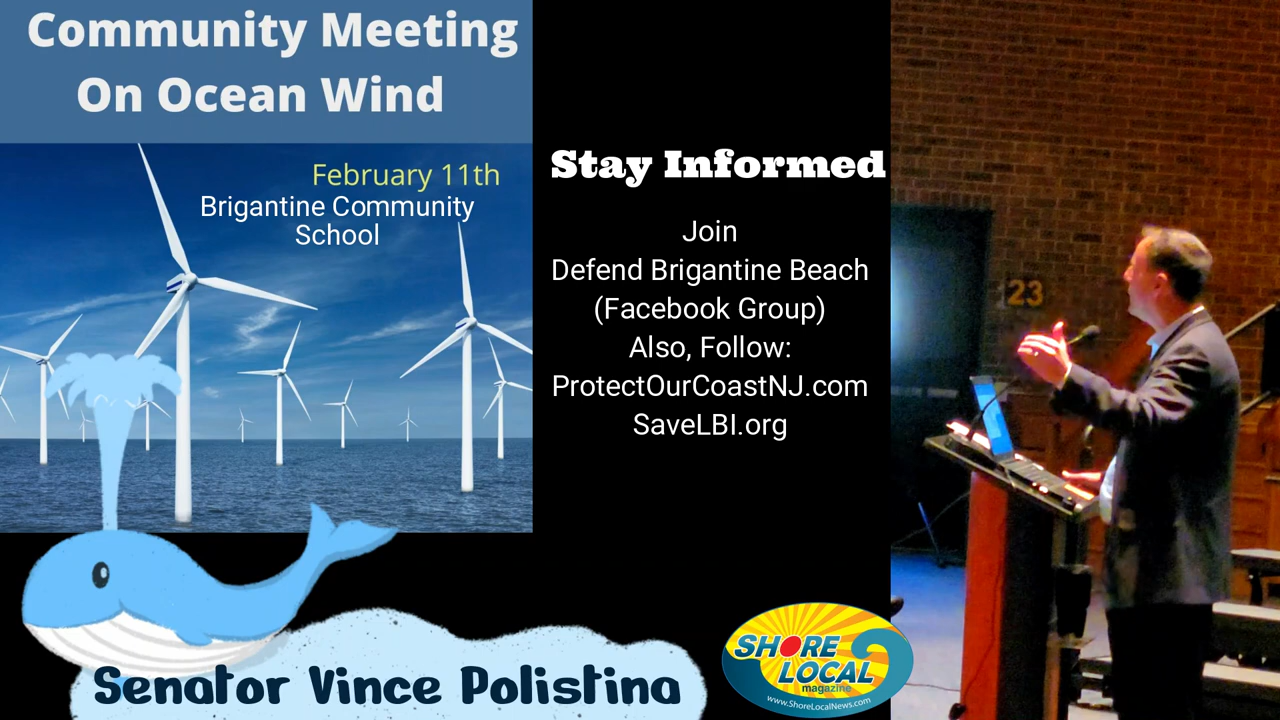 Community Meeting
On Ocean Wind
February 11th
Brigantine Community
School
Stay Informed
Join
Defend Brigantine Beach
(Facebook Group)
Also, Follow:
ProtectOurCoastNJ.com
SaveLBI.org
23
Senator Vince Polistina
SHORE
LOCAL
magazine
www.ShoreLocalNews.com